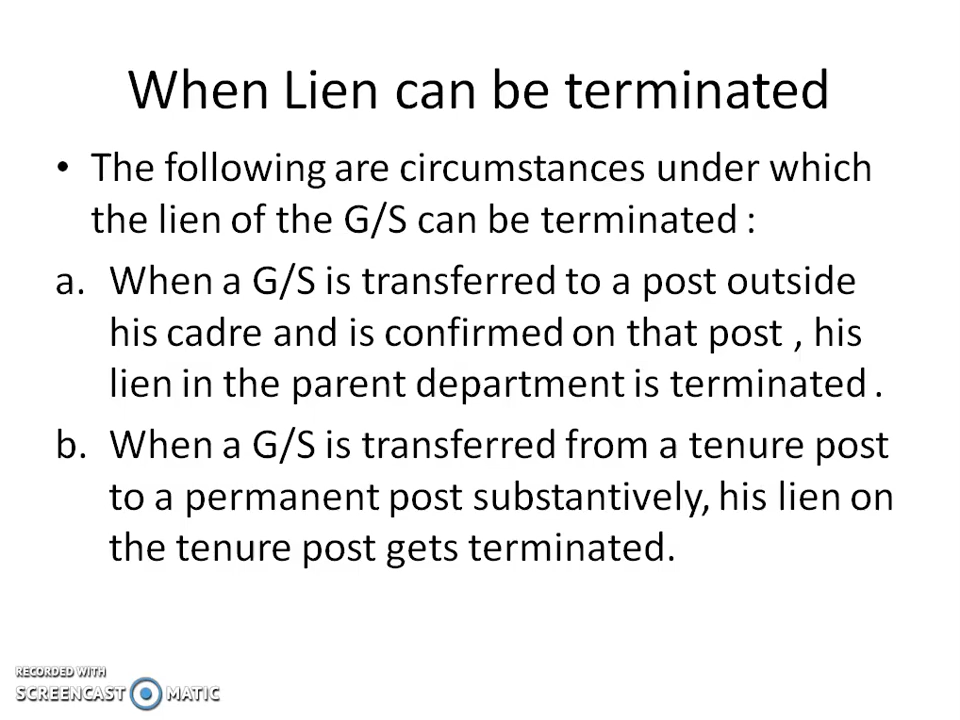 When Lien can be terminated
• The following are circumstances under which
the lien of the G/S can be terminated :
a. When a G/S is transferred to a post outside
his cadre and is confirmed on that post , his
lien in the parent department is terminated .
b. When a G/S is transferred from a tenure post
to a permanent post substantively, his lien on
the tenure post gets terminated.
RECORDED WITH
SCREENCAST MATIC